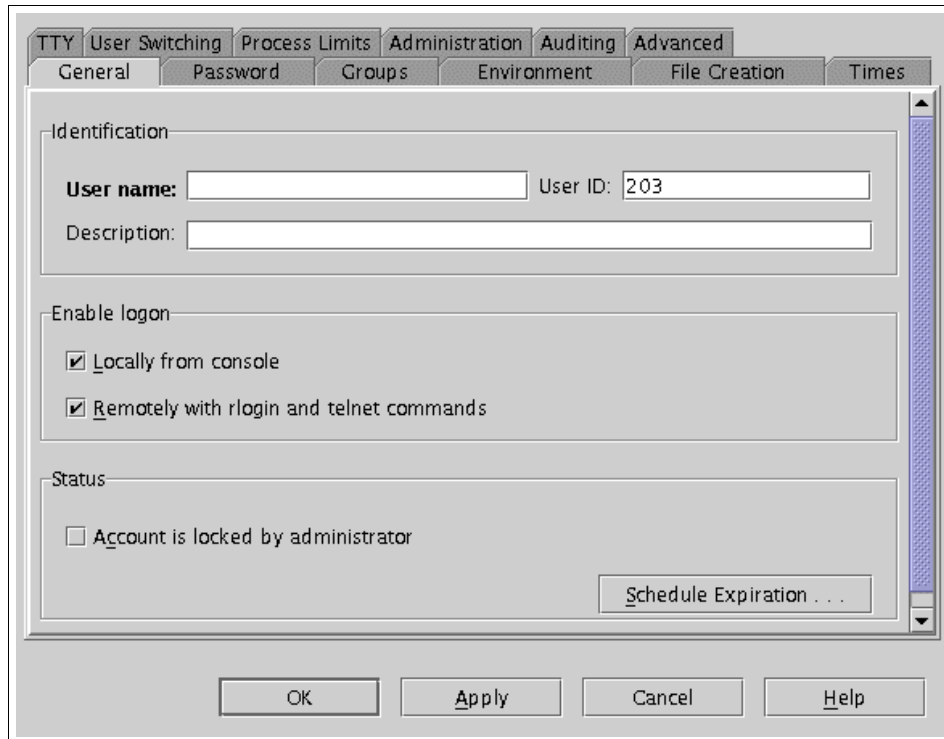 TTY User Switching Process Limits Administration Auditing Advanced
General Password Groups Environment File Creation Times
Identification
User name: User ID: 203
Description:
Enable logon
Locally from console
Remotely with rlogin and telnet commands
Status
Account is locked by administrator
Schedule Expiration . . .
OK Apply Cancel Help